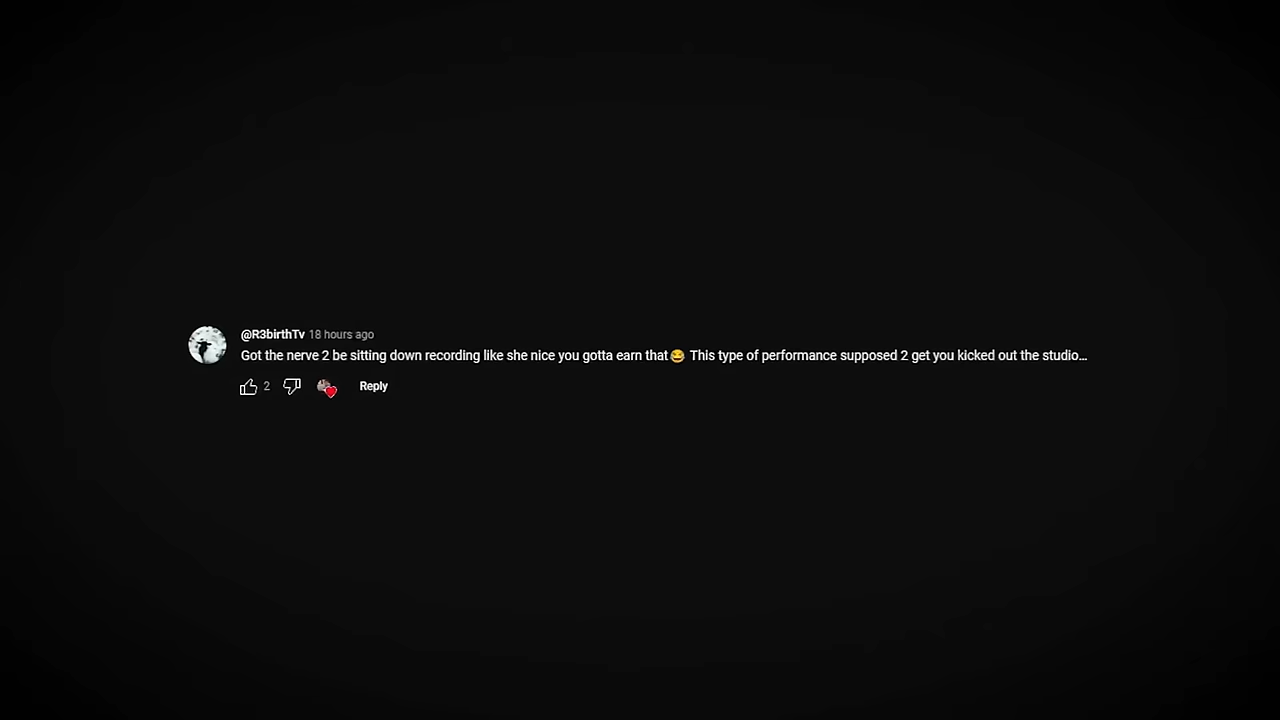 @R3birthTv 18 hours ago
Got the nerve 2 be sitting down recording like she nice you gotta earn that😂 This type of performance supposed 2 get you kicked out the studio...
2 Reply